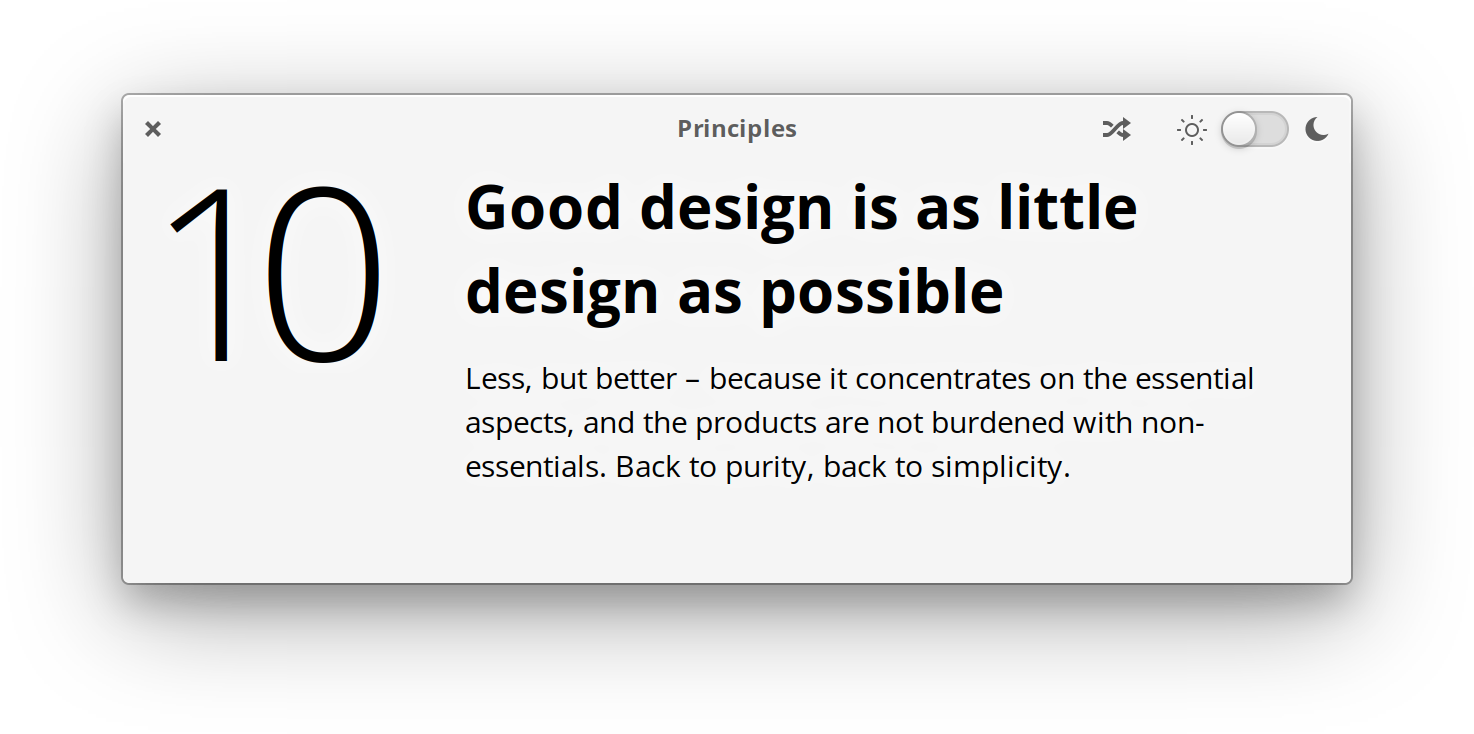 Principles
10
Good design is as little
design as possible
Less, but better – because it concentrates on the essential
aspects, and the products are not burdened with non-
essentials. Back to purity, back to simplicity.